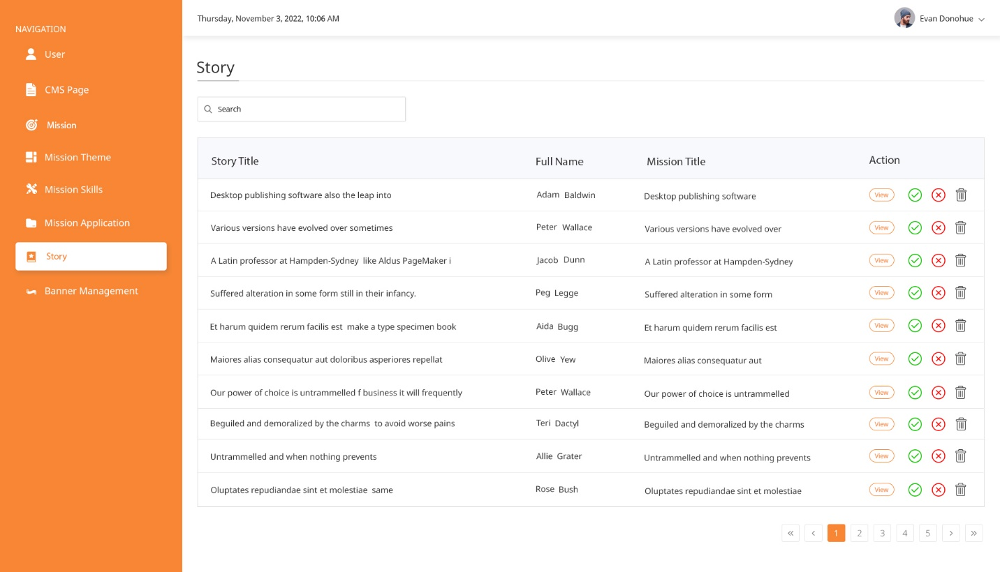 NAVIGATION
User
CMS Page
Mission
Mission Theme
Mission Skills
Mission Application
Story
Banner Management
Thursday, November 3, 2022, 10:06 AM
Evan Donohue
Story
Search
Story Title Full Name Mission Title Action
Desktop publishing software also the leap into Adam Baldwin Desktop publishing software View
Various versions have evolved over sometimes Peter Wallace Various versions have evolved over View
A Latin professor at Hampden-Sydney like Aldus PageMaker i Jacob Dunn A Latin professor at Hampden-Sydney View
Suffered alteration in some form still in their infancy. Peg Legge Suffered alteration in some form View
Et harum quidem rerum facilis est make a type specimen book Aida Bugg Et harum quidem rerum facilis est View
Maiores alias consequatur aut doloribus asperiores repellat Olive Yew Maiores alias consequatur aut View
Our power of choice is untrammelled f business it will frequently Peter Wallace Our power of choice is untrammelled View
Beguiled and demoralized by the charms to avoid worse pains Teri Dactyl Beguiled and demoralized by the charms View
Untrammelled and when nothing prevents Allie Grater Untrammelled and when nothing prevents View
Oluptates repudiandae sint et molestiae same Rose Bush Oluptates repudiandae sint et molestiae View
« ‹ 1 2 3 4 5 › »